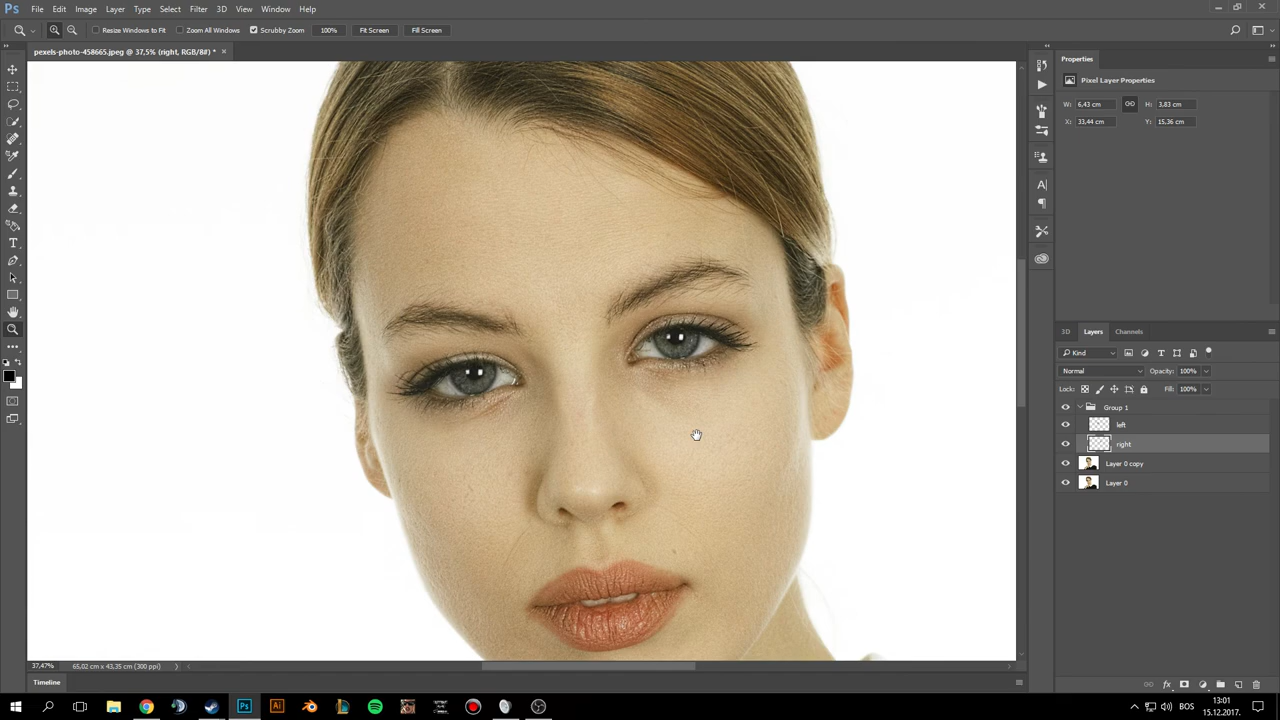 Ps File Edit Image Layer Type Select Filter 3D View Window Help
Resize Windows to Fit Zoom All Windows Scrubby Zoom 100% Fit Screen Fill Screen
pexels-photo-458665.jpeg @ 37,5% (right, RGB/8#) * ×
Properties
Pixel Layer Properties
W: 6,43 cm H: 3,83 cm
X: 33,44 cm Y: 15,36 cm
3D Layers Channels
Kind
Normal Opacity: 100%
Lock: Fill: 100%
Group 1
left
right
Layer 0 copy
Layer 0
37,47% 65,02 cm x 43,35 cm (300 ppi)
Timeline
Ps Ai BOS 13:01
15.12.2017.